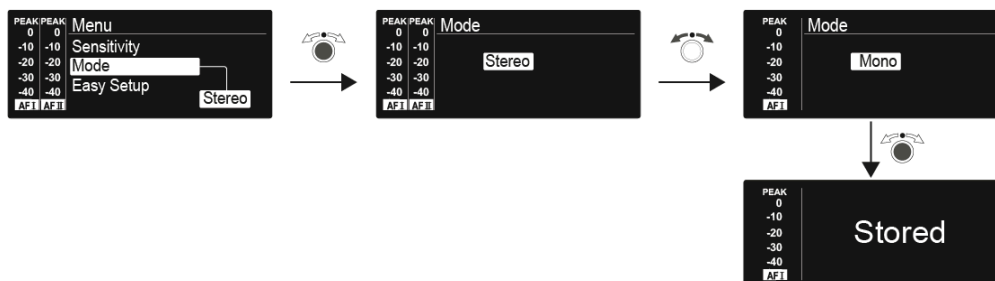 PEAK PEAK Menu
0 0
-10 -10 Sensitivity
-20 -20 Mode
-30 -30
-40 -40 Easy Setup
Stereo
AF I AF II
PEAK PEAK Mode
0 0
-10 -10
-20 -20 Stereo
-30 -30
-40 -40
AF I AF II
PEAK Mode
0
-10
-20 Mono
-30
-40
AF I
PEAK
0
-10
-20 Stored
-30
-40
AF I